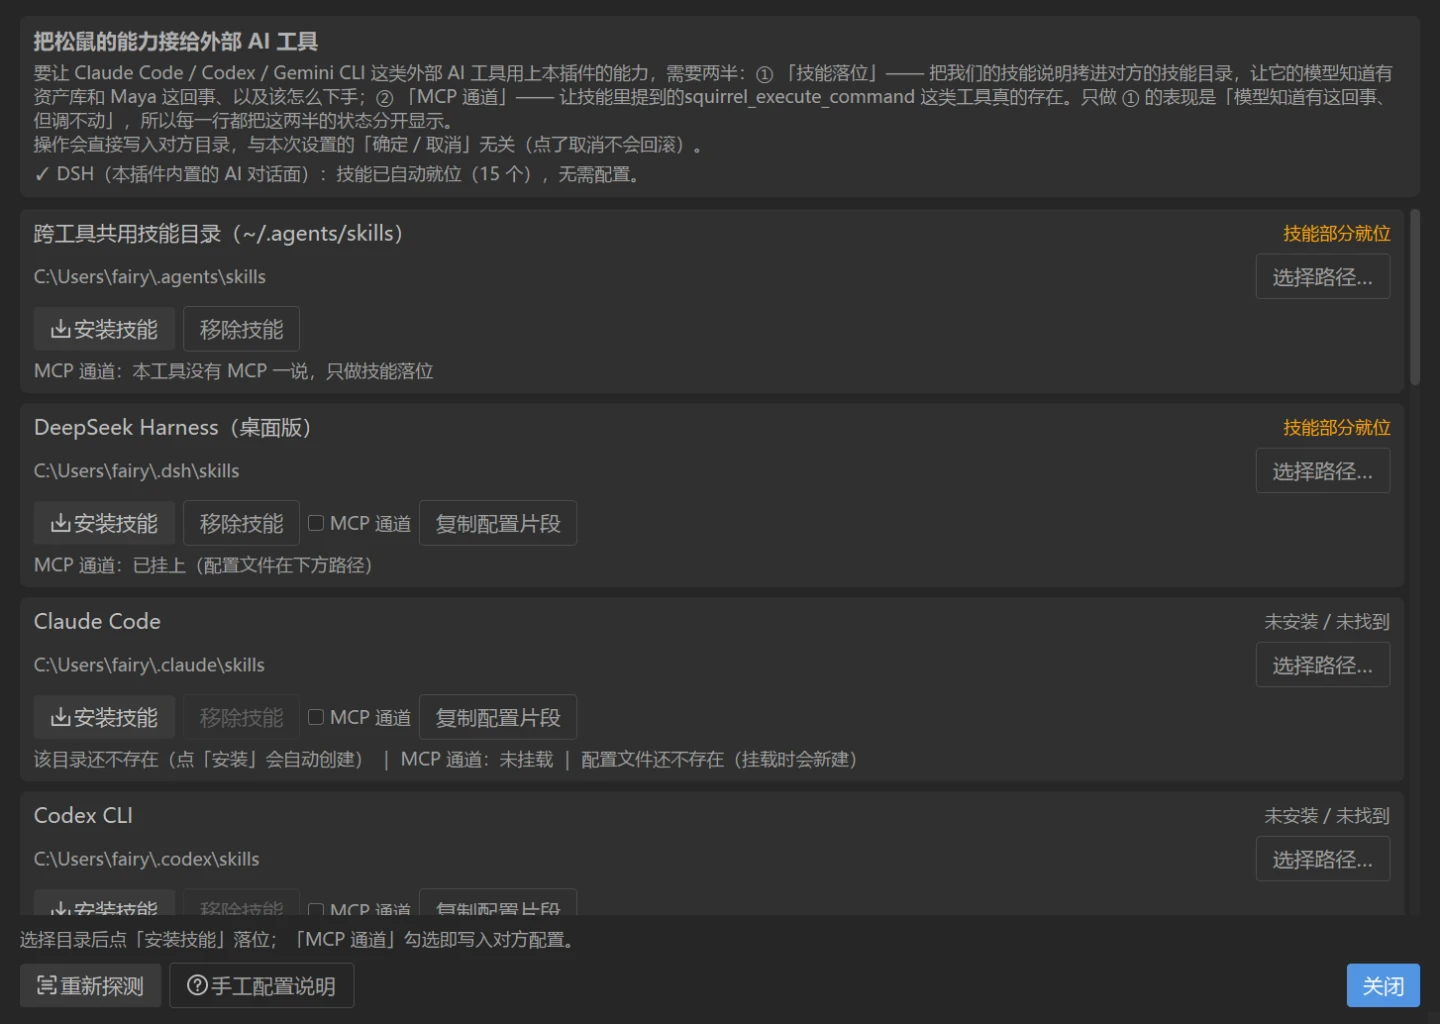 把松鼠的能力接给外部 AI 工具
要让 Claude Code / Codex / Gemini CLI 这类外部 AI 工具用上本插件的能力，需要两半：① 「技能落位」—— 把我们的技能说明拷进对方的技能目录，让它的模型知道有
资产库和 Maya 这回事、以及该怎么下手；② 「MCP 通道」—— 让技能里提到的squirrel_execute_command 这类工具真的存在。只做 ① 的表现是「模型知道有这回事、
但调不动」，所以每一行都把这两半的状态分开显示。
操作会直接写入对方目录，与本次设置的「确定 / 取消」无关（点了取消不会回滚）。
✓ DSH（本插件内置的 AI 对话面）：技能已自动就位（15 个），无需配置。
跨工具共用技能目录（~/.agents/skills）
技能部分就位
C:\Users\fairy\.agents\skills
选择路径...
安装技能 移除技能
MCP 通道：本工具没有 MCP 一说，只做技能落位
DeepSeek Harness（桌面版）
技能部分就位
C:\Users\fairy\.dsh\skills
选择路径...
安装技能 移除技能 MCP 通道 复制配置片段
MCP 通道：已挂上（配置文件在下方路径）
Claude Code
未安装 / 未找到
C:\Users\fairy\.claude\skills
选择路径...
安装技能 移除技能 MCP 通道 复制配置片段
该目录还不存在（点「安装」会自动创建） | MCP 通道：未挂载 | 配置文件还不存在（挂载时会新建）
Codex CLI
未安装 / 未找到
C:\Users\fairy\.codex\skills
选择路径...
安装技能 移除技能 MCP 通道 复制配置片段
选择目录后点「安装技能」落位；「MCP 通道」勾选即写入对方配置。
重新探测 手工配置说明 关闭